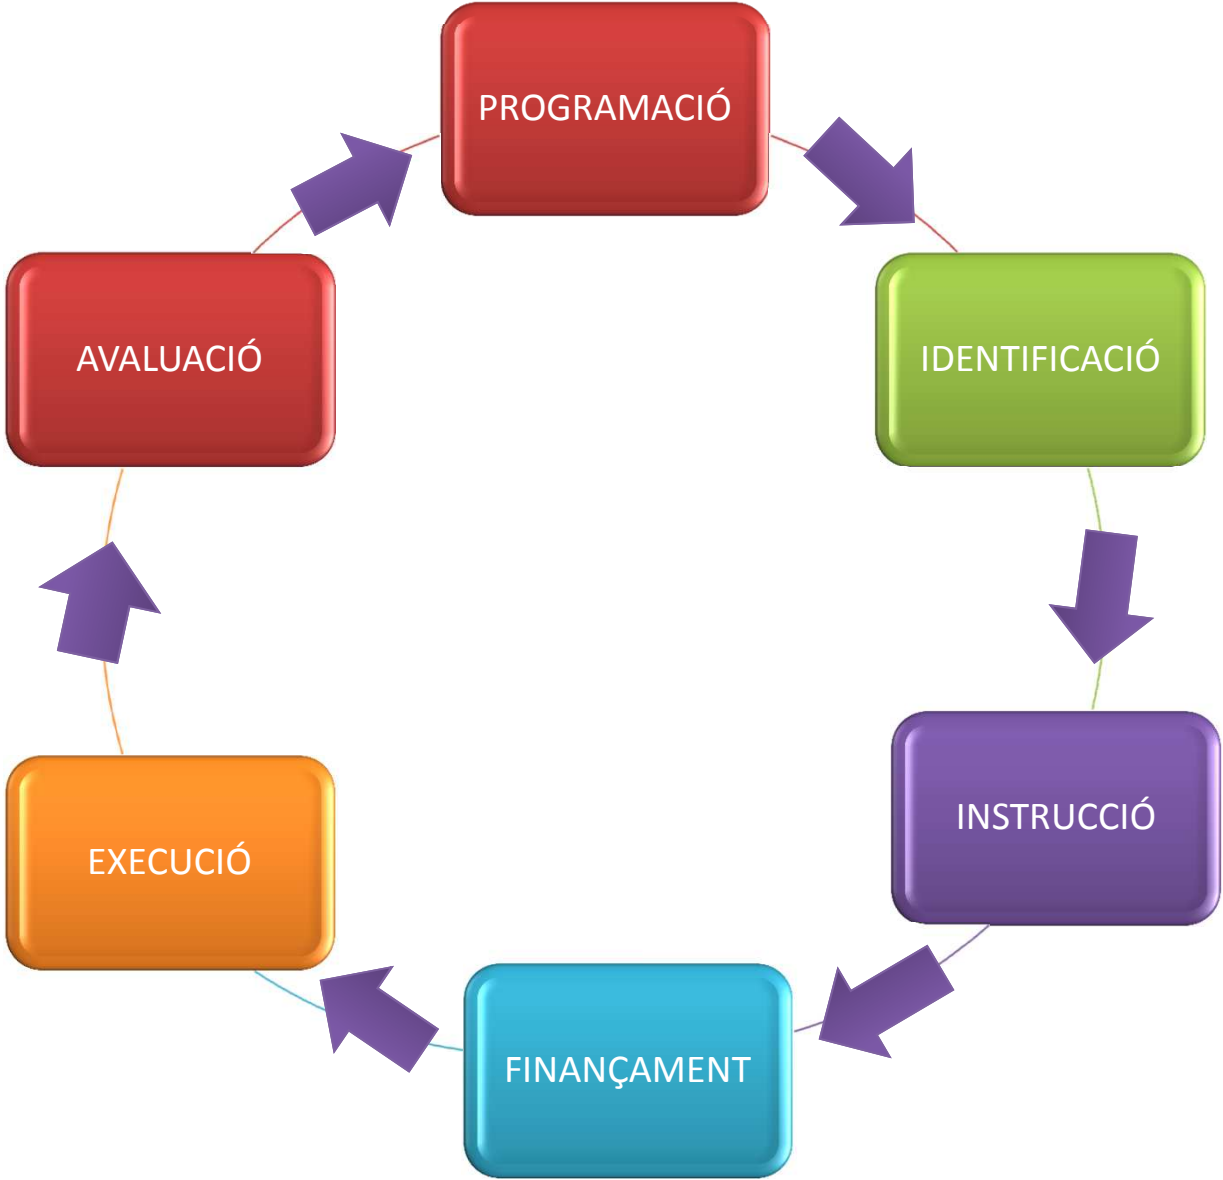 PROGRAMACIÓ
IDENTIFICACIÓ
INSTRUCCIÓ
FINANÇAMENT
EXECUCIÓ
AVALUACIÓ